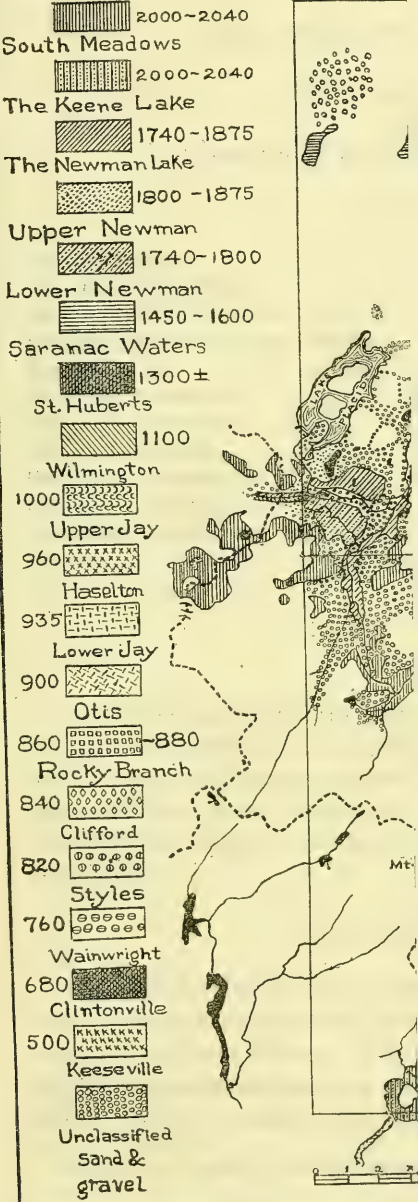 2000-2040
South Meadows
2000-2040
The Keene Lake
1740-1875
The Newman Lake
1800-1875
Upper Newman
1740-1800
Lower Newman
1450-1600
Saranac Waters
1300±
St. Huberts
1100
Wilmington
1000
Upper Jay
960
Haselton
935
Lower Jay
900
Otis
860 -880
Rocky Branch
840
Clifford
820
Styles
760
Wainwright
680
Clintonville
500
Keeseville
Unclassified
sand &
gravel
Mt.
0 1 2